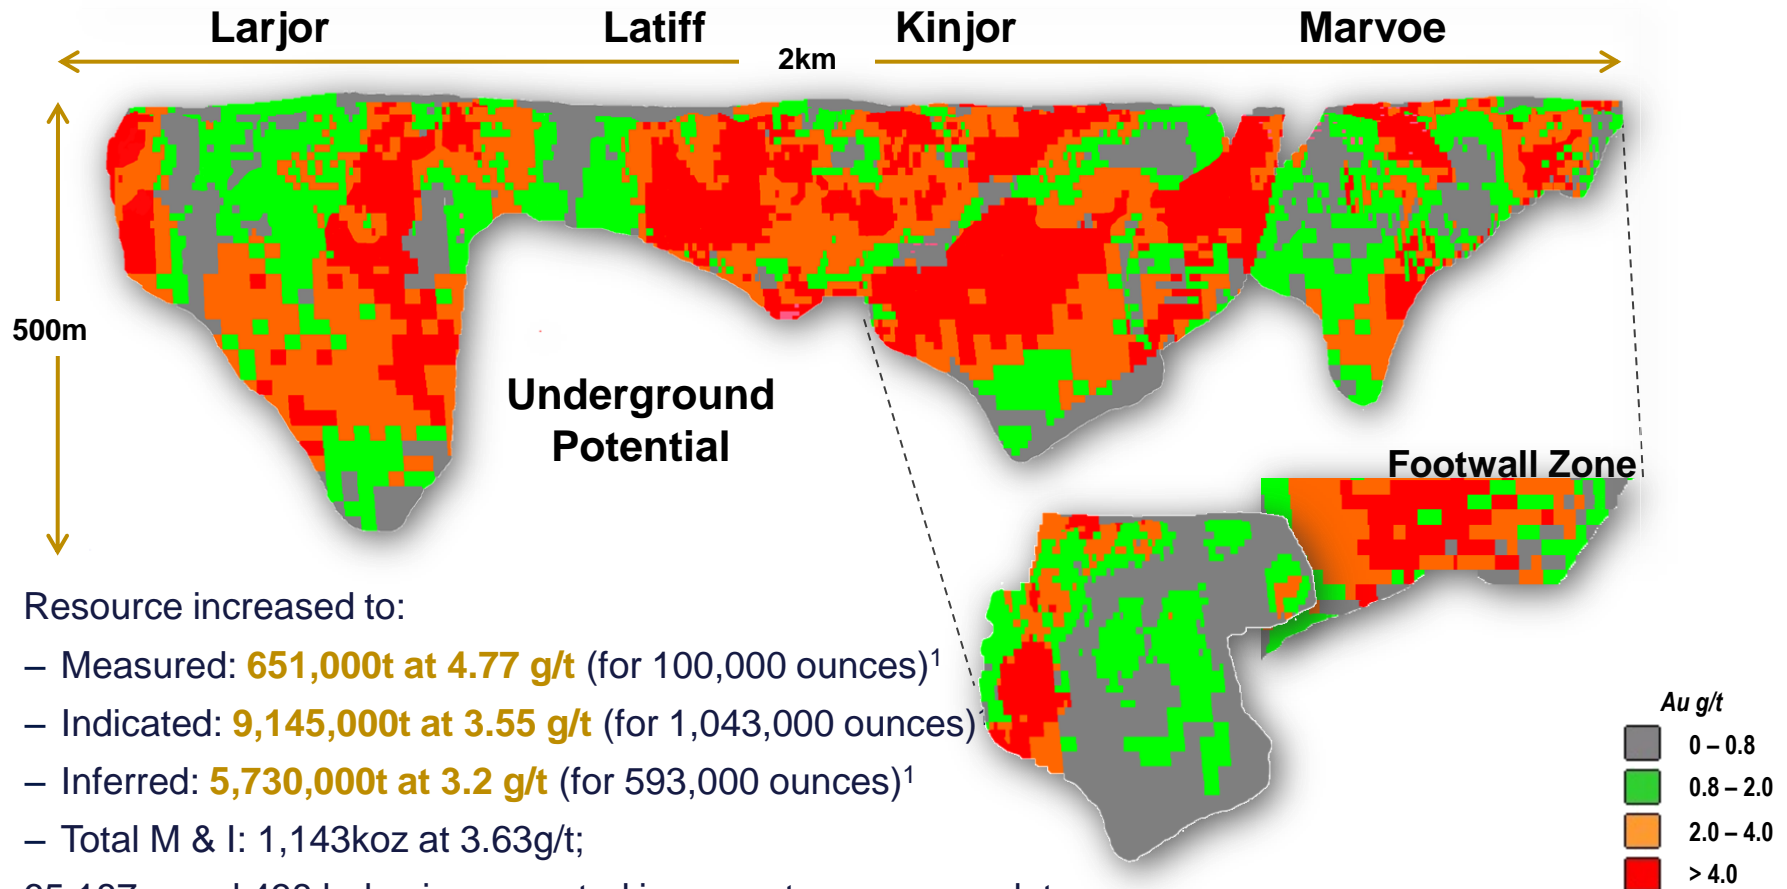 Larjor Latiff Kinjor Marvoe
2km
500m
Underground
Potential
Footwall Zone
Resource increased to:
– Measured: 651,000t at 4.77 g/t (for 100,000 ounces)¹
– Indicated: 9,145,000t at 3.55 g/t (for 1,043,000 ounces)¹
– Inferred: 5,730,000t at 3.2 g/t (for 593,000 ounces)¹
– Total M & I: 1,143koz at 3.63g/t;
Au g/t
0 – 0.8
0.8 – 2.0
2.0 – 4.0
> 4.0